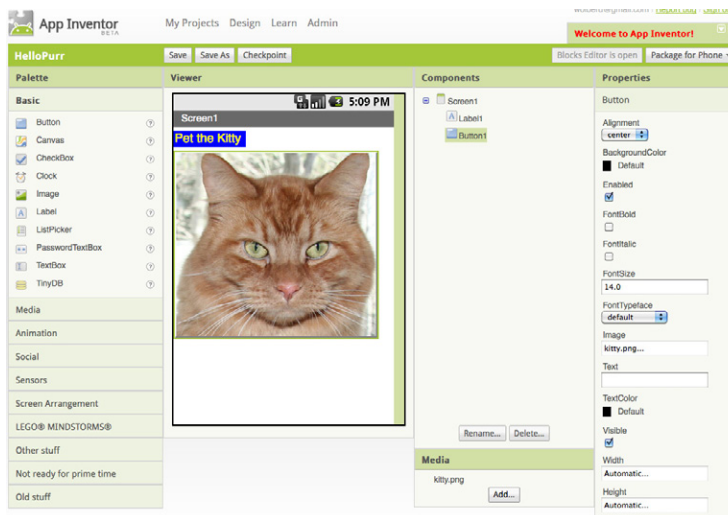 App Inventor
BETA
My Projects Design Learn Admin
Welcome to App Inventor!
HelloPurr
Save Save As Checkpoint
Blocks Editor is open Package for Phone
Palette
Basic
Button
Canvas
CheckBox
Clock
Image
Label
ListPicker
PasswordTextBox
TextBox
TinyDB
Media
Animation
Social
Sensors
Screen Arrangement
LEGO® MINDSTORMS®
Other stuff
Not ready for prime time
Old stuff
Viewer
5:09 PM
Screen1
Pet the Kitty
Components
Screen1
Label1
Button1
Rename... Delete...
Media
kitty.png
Add...
Properties
Button
Alignment
center
BackgroundColor
Default
Enabled
FontBold
FontItalic
FontSize
14.0
FontTypeface
default
Image
kitty.png...
Text
TextColor
Default
Visible
Width
Automatic...
Height
Automatic...